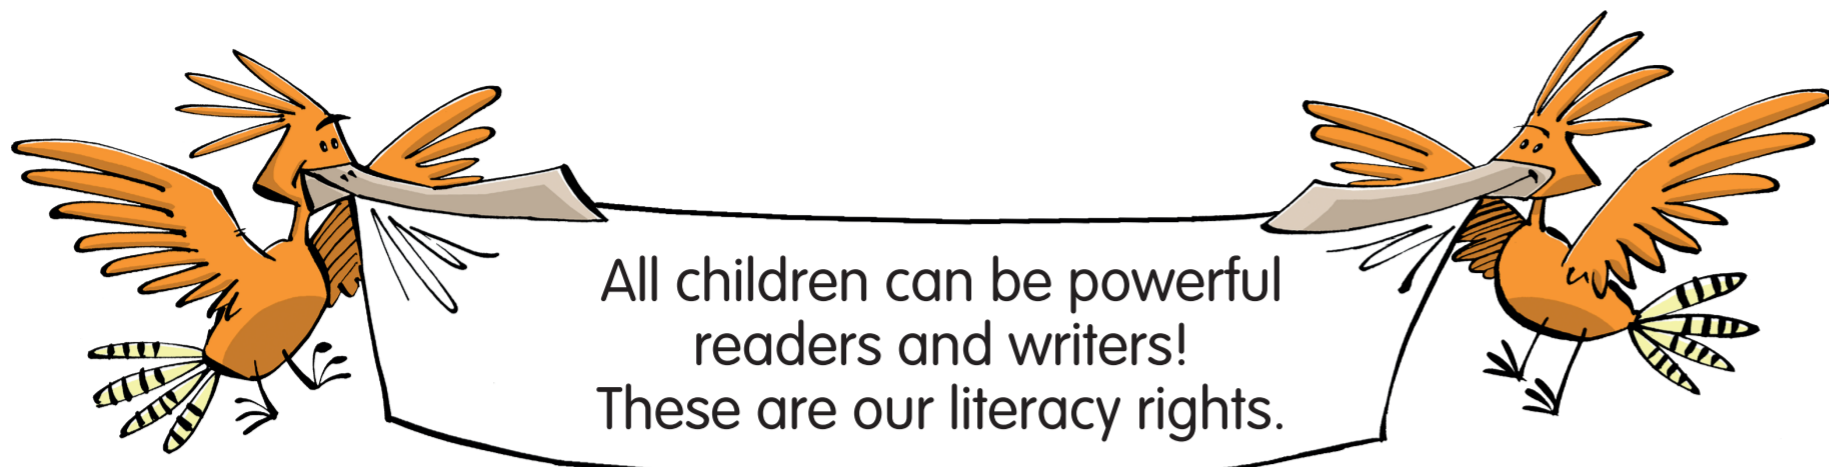 All children can be powerful
readers and writers!
These are our literacy rights.